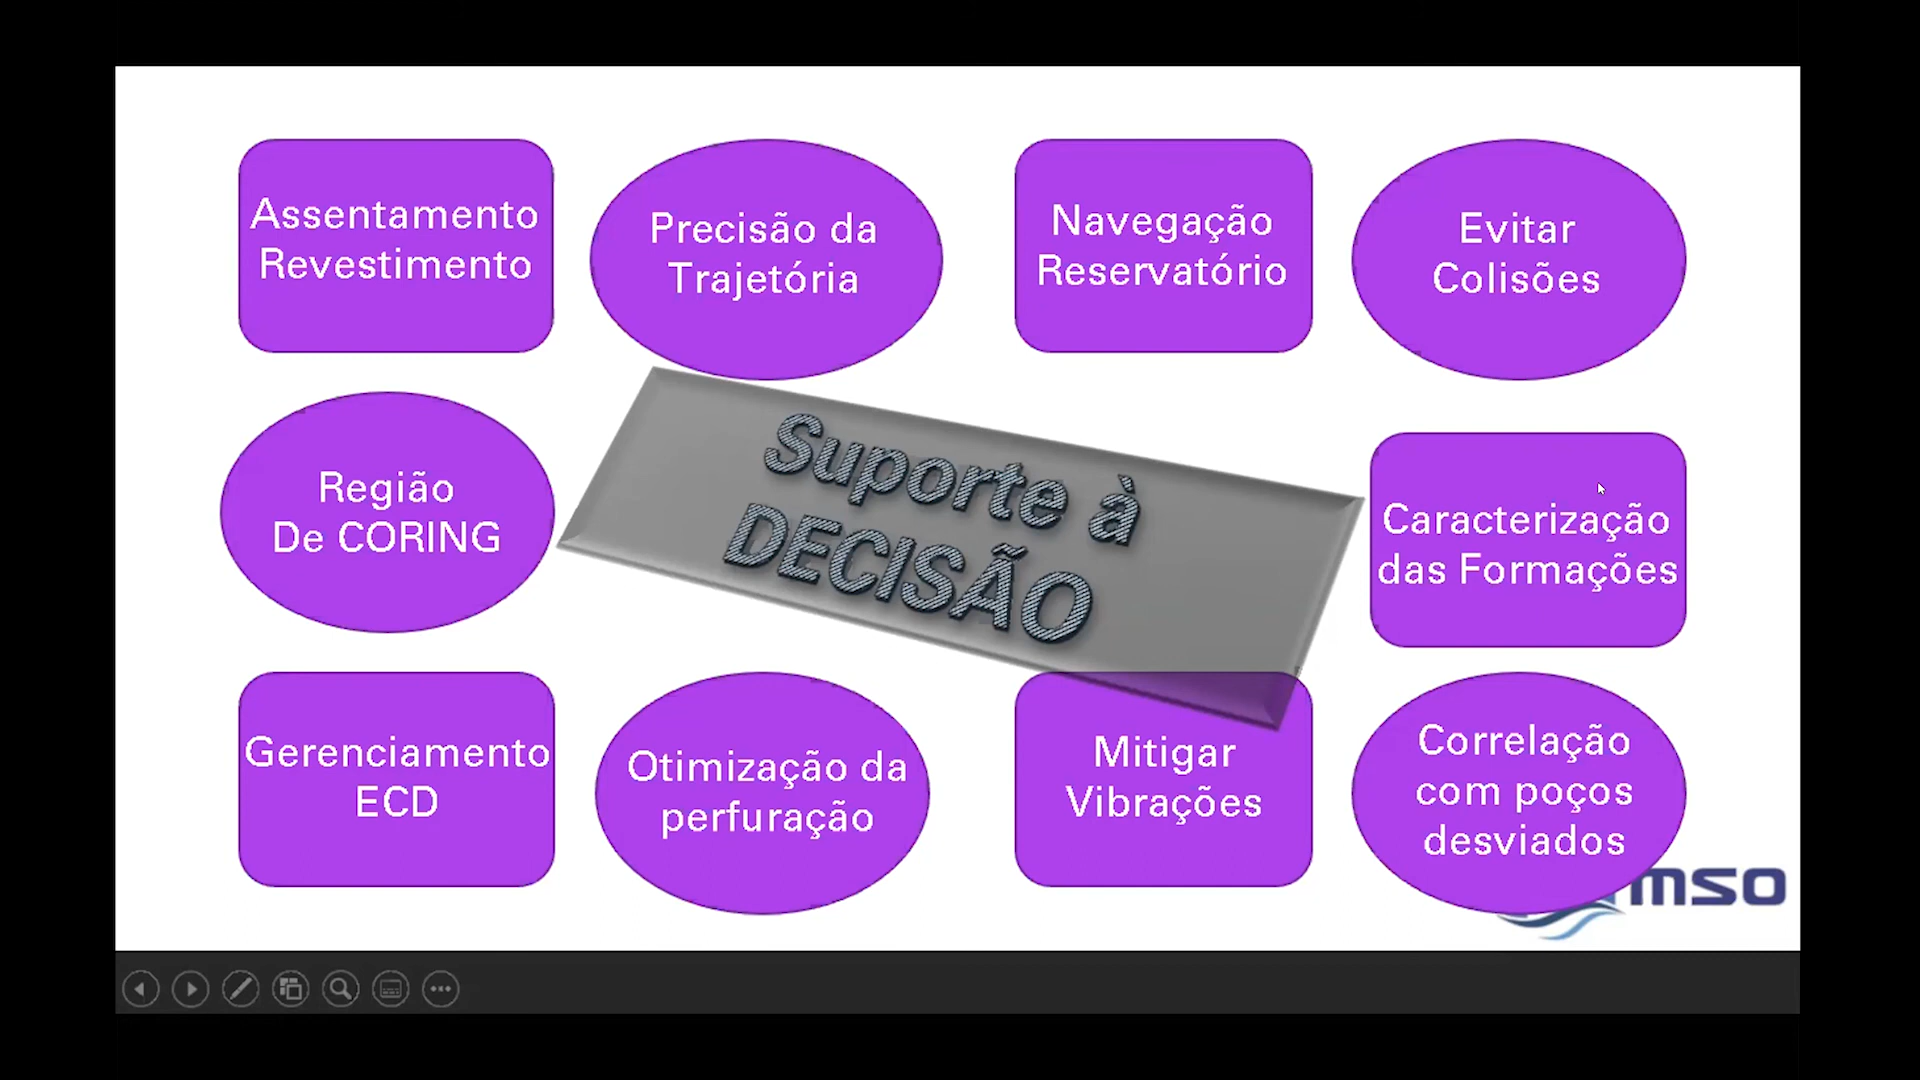 Assentamento
Revestimento
Precisão da
Trajetória
Navegação
Reservatório
Evitar
Colisões
Região
De CORING
Suporte à
DECISÃO
Caracterização
das Formações
Gerenciamento
ECD
Otimização da
perfuração
Mitigar
Vibrações
Correlação
com poços
desviados
mso